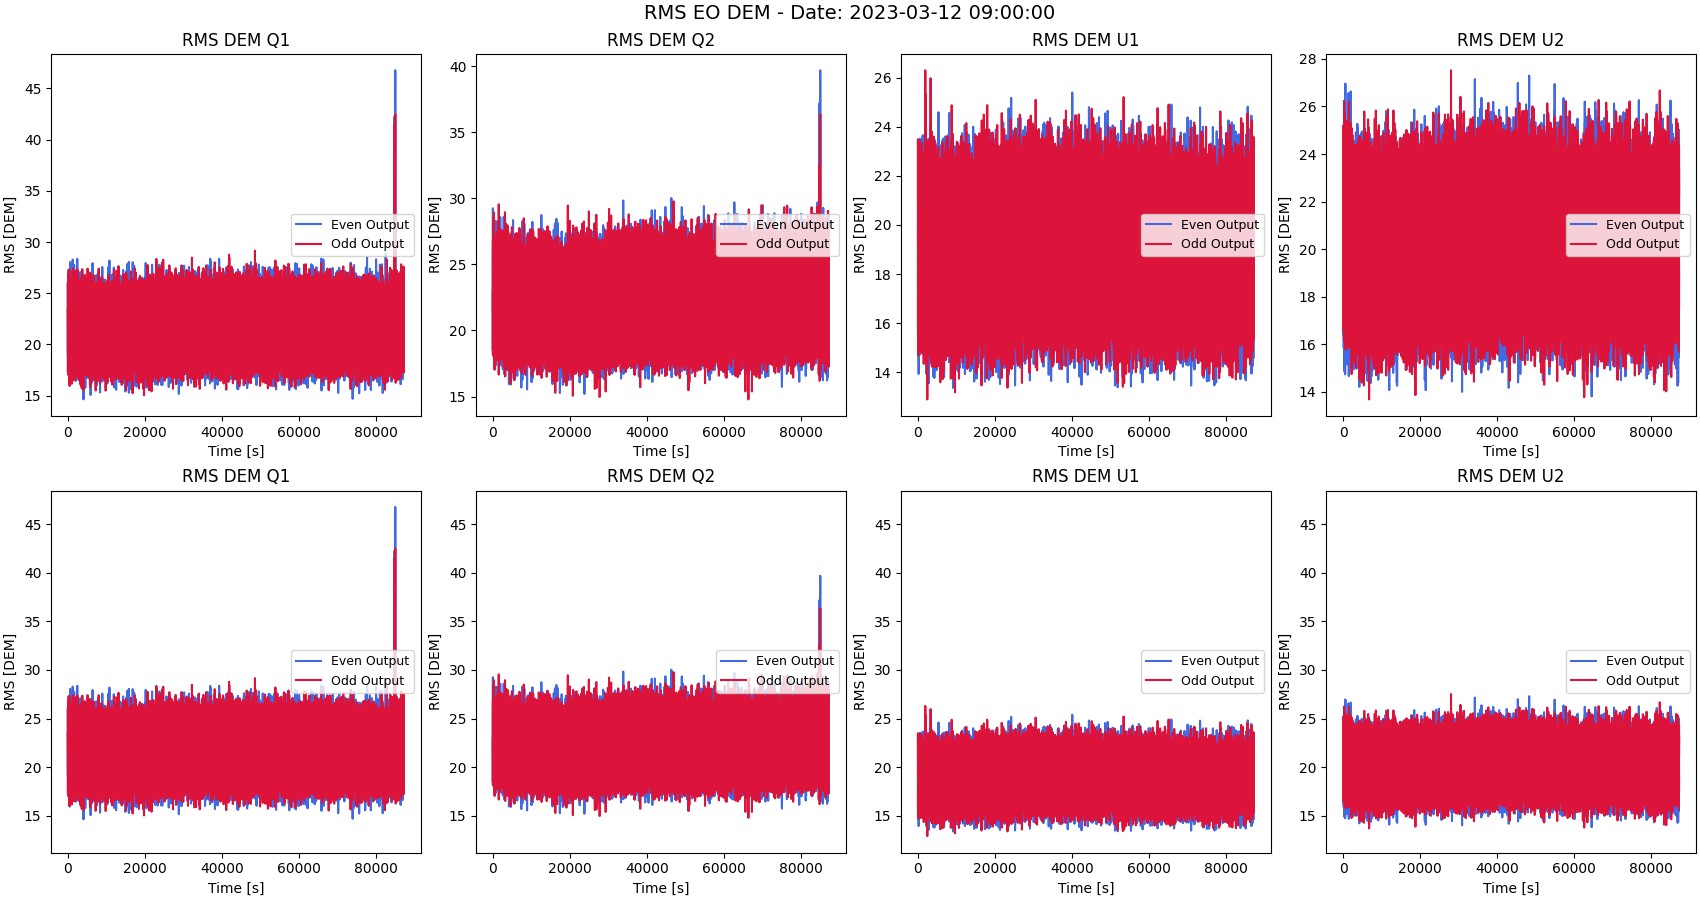 RMS EO DEM - Date: 2023-03-12 09:00:00
RMS DEM Q1
RMS [DEM]
45
40
35
30
25
20
15
0 20000 40000 60000 80000
Time [s]
Even Output
Odd Output
RMS DEM Q2
RMS [DEM]
40
35
30
25
20
15
0 20000 40000 60000 80000
Time [s]
Even Output
Odd Output
RMS DEM U1
RMS [DEM]
26
24
22
20
18
16
14
0 20000 40000 60000 80000
Time [s]
Even Output
Odd Output
RMS DEM U2
RMS [DEM]
28
26
24
22
20
18
16
14
0 20000 40000 60000 80000
Time [s]
Even Output
Odd Output
RMS DEM Q1
RMS [DEM]
45
40
35
30
25
20
15
0 20000 40000 60000 80000
Time [s]
Even Output
Odd Output
RMS DEM Q2
RMS [DEM]
45
40
35
30
25
20
15
0 20000 40000 60000 80000
Time [s]
Even Output
Odd Output
RMS DEM U1
RMS [DEM]
45
40
35
30
25
20
15
0 20000 40000 60000 80000
Time [s]
Even Output
Odd Output
RMS DEM U2
RMS [DEM]
45
40
35
30
25
20
15
0 20000 40000 60000 80000
Time [s]
Even Output
Odd Output